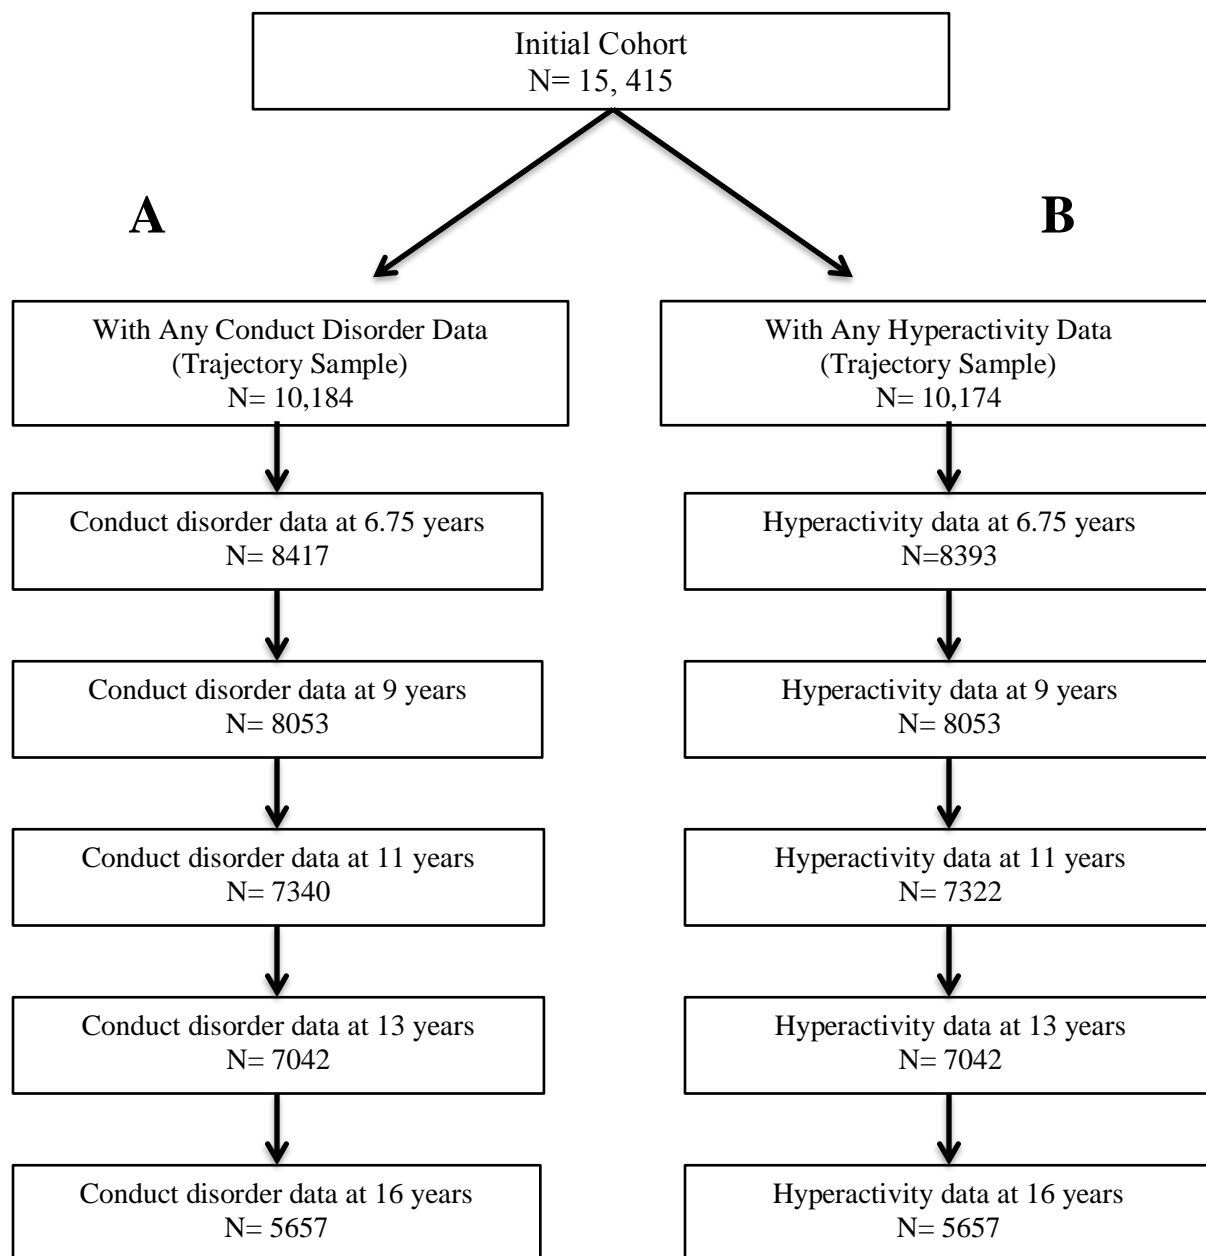 Initial Cohort
N= 15, 415
A
B
With Any Conduct Disorder Data
(Trajectory Sample)
N= 10,184
With Any Hyperactivity Data
(Trajectory Sample)
N= 10,174
Conduct disorder data at 6.75 years
N= 8417
Hyperactivity data at 6.75 years
N=8393
Conduct disorder data at 9 years
N= 8053
Hyperactivity data at 9 years
N= 8053
Conduct disorder data at 11 years
N= 7340
Hyperactivity data at 11 years
N= 7322
Conduct disorder data at 13 years
N= 7042
Hyperactivity data at 13 years
N= 7042
Conduct disorder data at 16 years
N= 5657
Hyperactivity data at 16 years
N= 5657